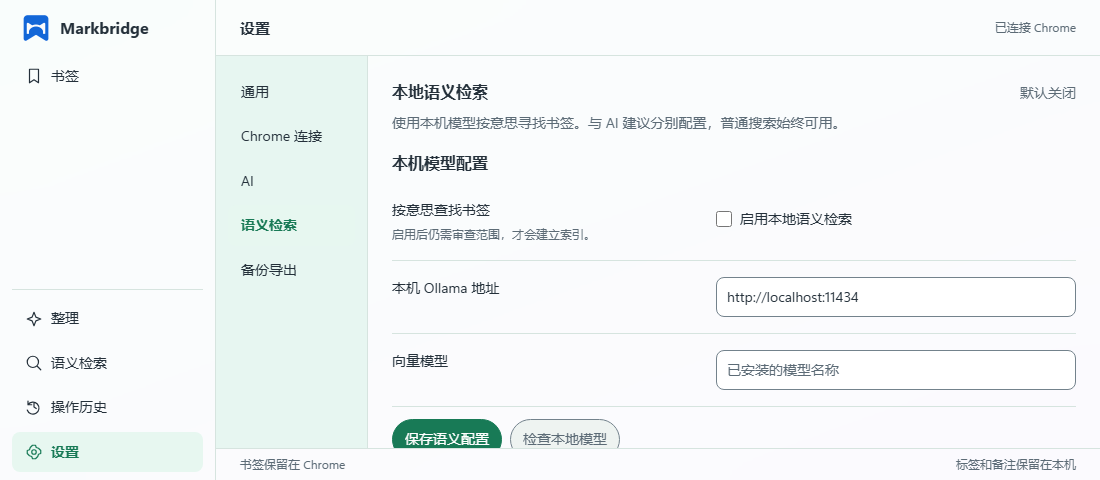 Markbridge
书签
整理
语义检索
操作历史
设置
设置
已连接 Chrome
通用
Chrome 连接
AI
语义检索
备份导出
本地语义检索
默认关闭
使用本机模型按意思寻找书签。与 AI 建议分别配置，普通搜索始终可用。
本机模型配置
按意思查找书签
启用后仍需审查范围，才会建立索引。
启用本地语义检索
本机 Ollama 地址
http://localhost:11434
向量模型
已安装的模型名称
保存语义配置
检查本地模型
书签保留在 Chrome
标签和备注保留在本机